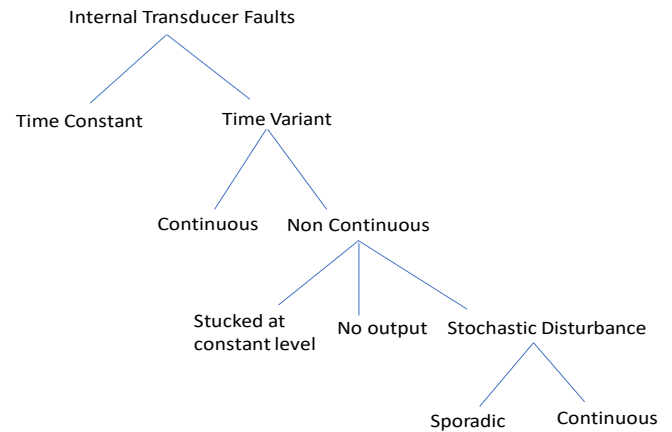 Internal Transducer Faults
Time Constant
Time Variant
Continuous
Non Continuous
Stucked at
constant level
No output
Stochastic Disturbance
Sporadic
Continuous